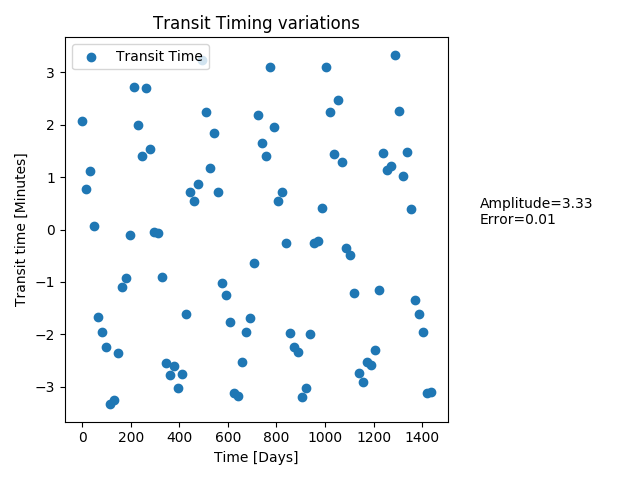 Transit Timing variations
Transit Time
Transit time [Minutes]
3
2
1
0
−1
−2
−3
0
200
400
600
800
1000
1200
1400
Time [Days]
Amplitude=3.33
Error=0.01